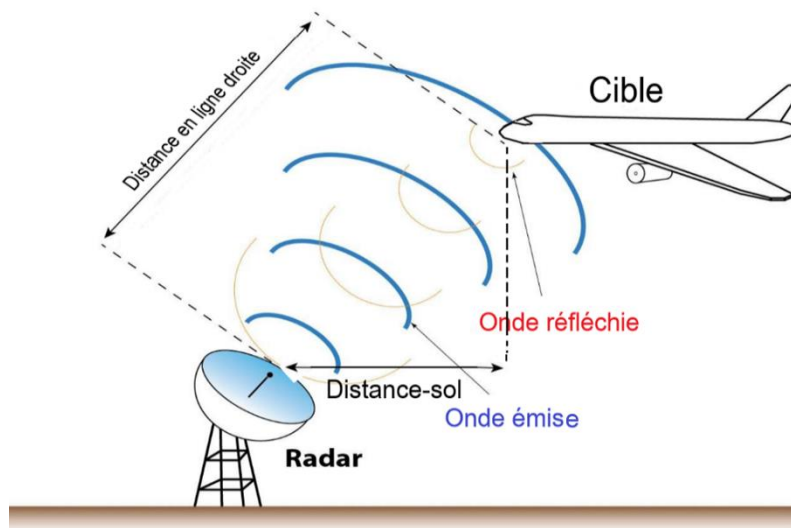 Distance en ligne droite
Cible
Onde réfléchie
Distance-sol
Onde émise
Radar